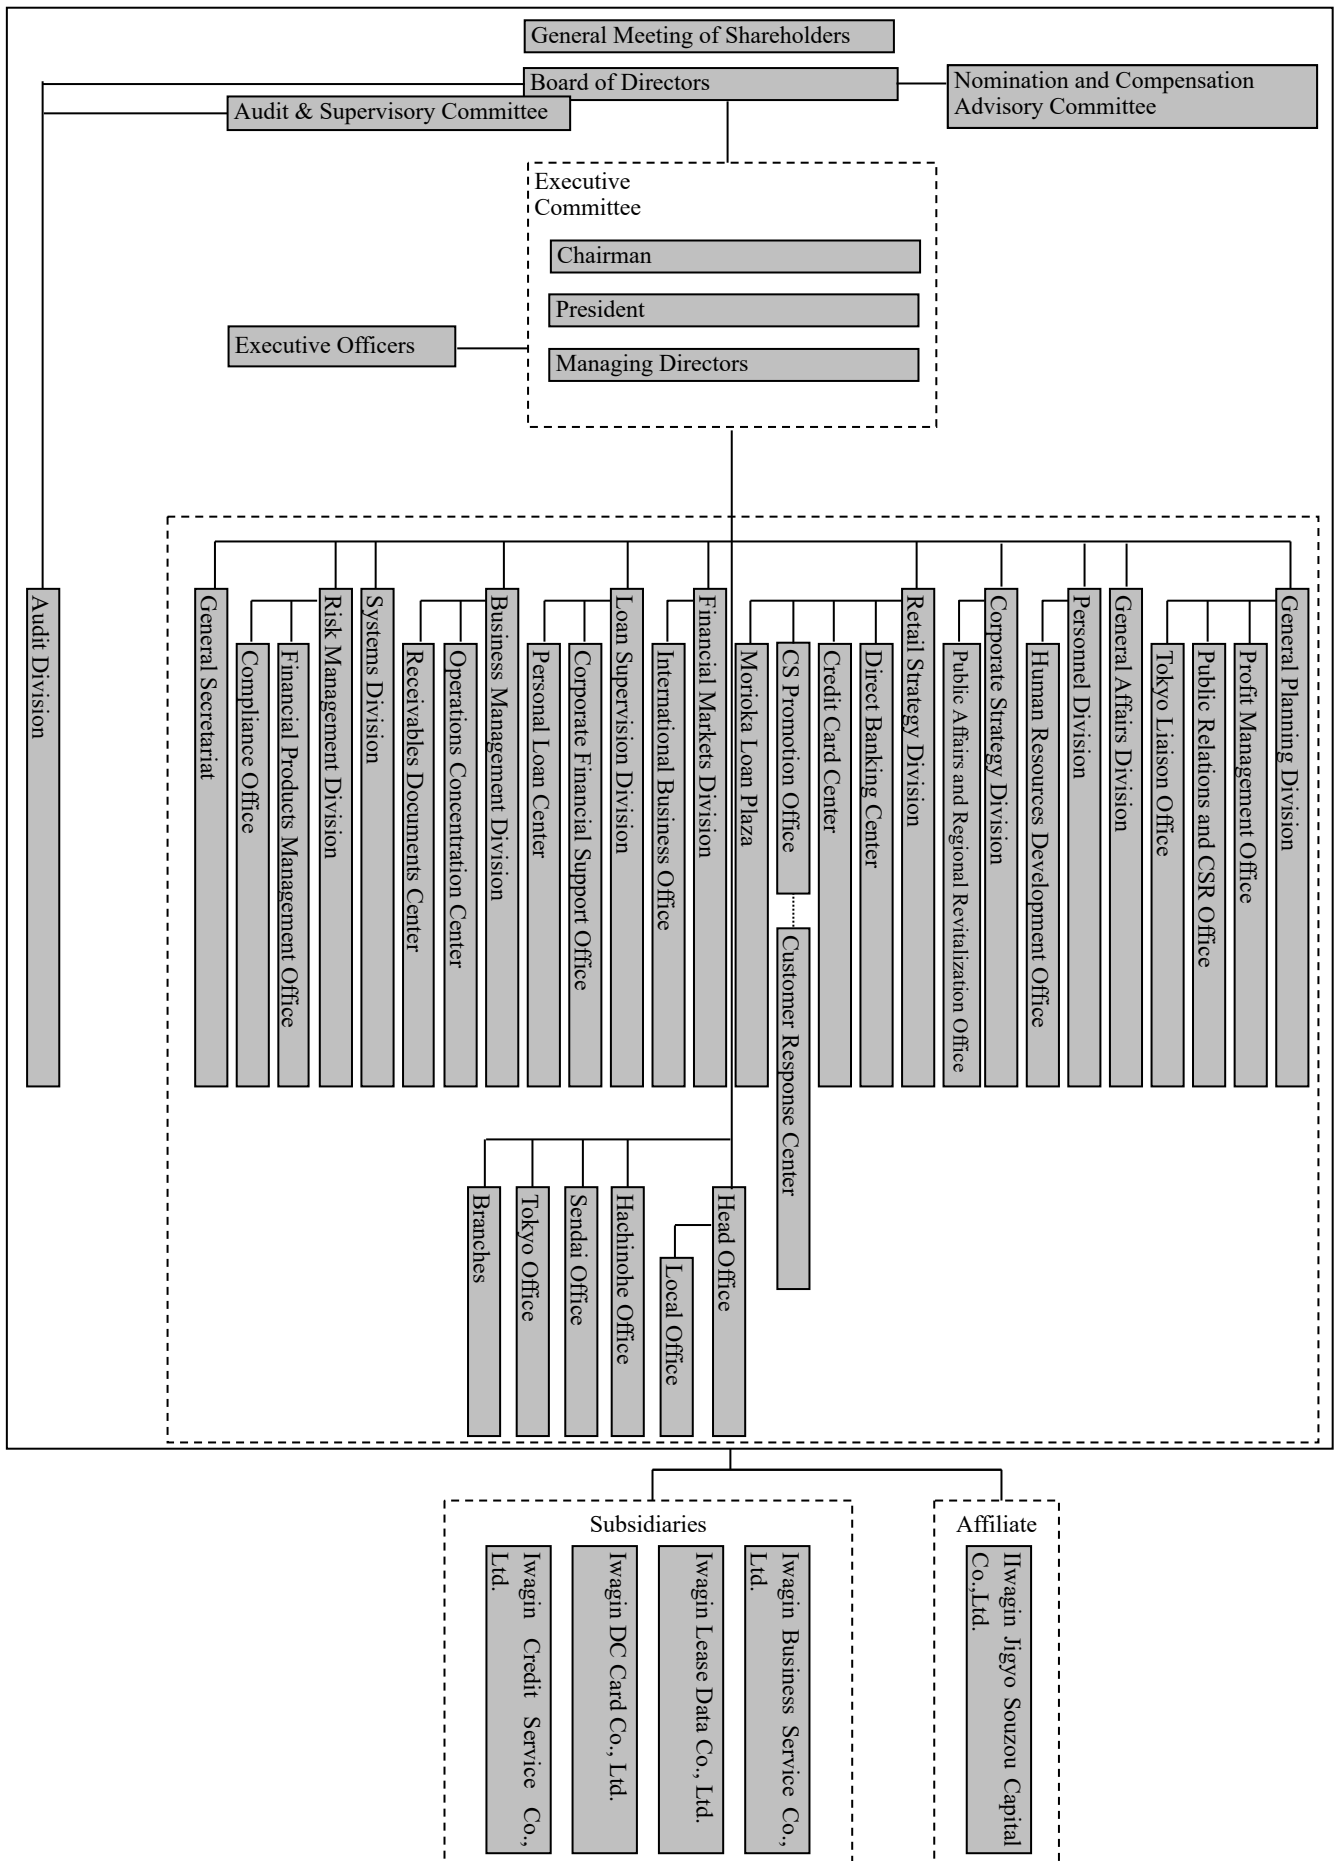 General Meeting of Shareholders
Board of Directors
Nomination and Compensation
Advisory Committee
Audit & Supervisory Committee
Executive
Committee
Chairman
President
Executive Officers
Managing Directors
Audit Division
General Secretariat
Compliance Office
Financial Products Management Office
Risk Management Division
Systems Division
Receivables Documents Center
Operations Concentration Center
Business Management Division
Personal Loan Center
Corporate Financial Support Office
Loan Supervision Division
International Business Office
Financial Markets Division
Morioka Loan Plaza
CS Promotion Office
Customer Response Center
Credit Card Center
Direct Banking Center
Retail Strategy Division
Public Affairs and Regional Revitalization Office
Corporate Strategy Division
Human Resources Development Office
Personnel Division
General Affairs Division
Tokyo Liaison Office
Public Relations and CSR Office
Profit Management Office
General Planning Division
Branches
Tokyo Office
Sendai Office
Hachinohe Office
Local Office
Head Office
Subsidiaries
Iwagin Credit Service Co.,
Ltd.
Iwagin DC Card Co., Ltd.
Iwagin Lease Data Co., Ltd.
Iwagin Business Service Co.,
Ltd.
Affiliate
IIwagin Jigyo Souzou Capital
Co.,Ltd.